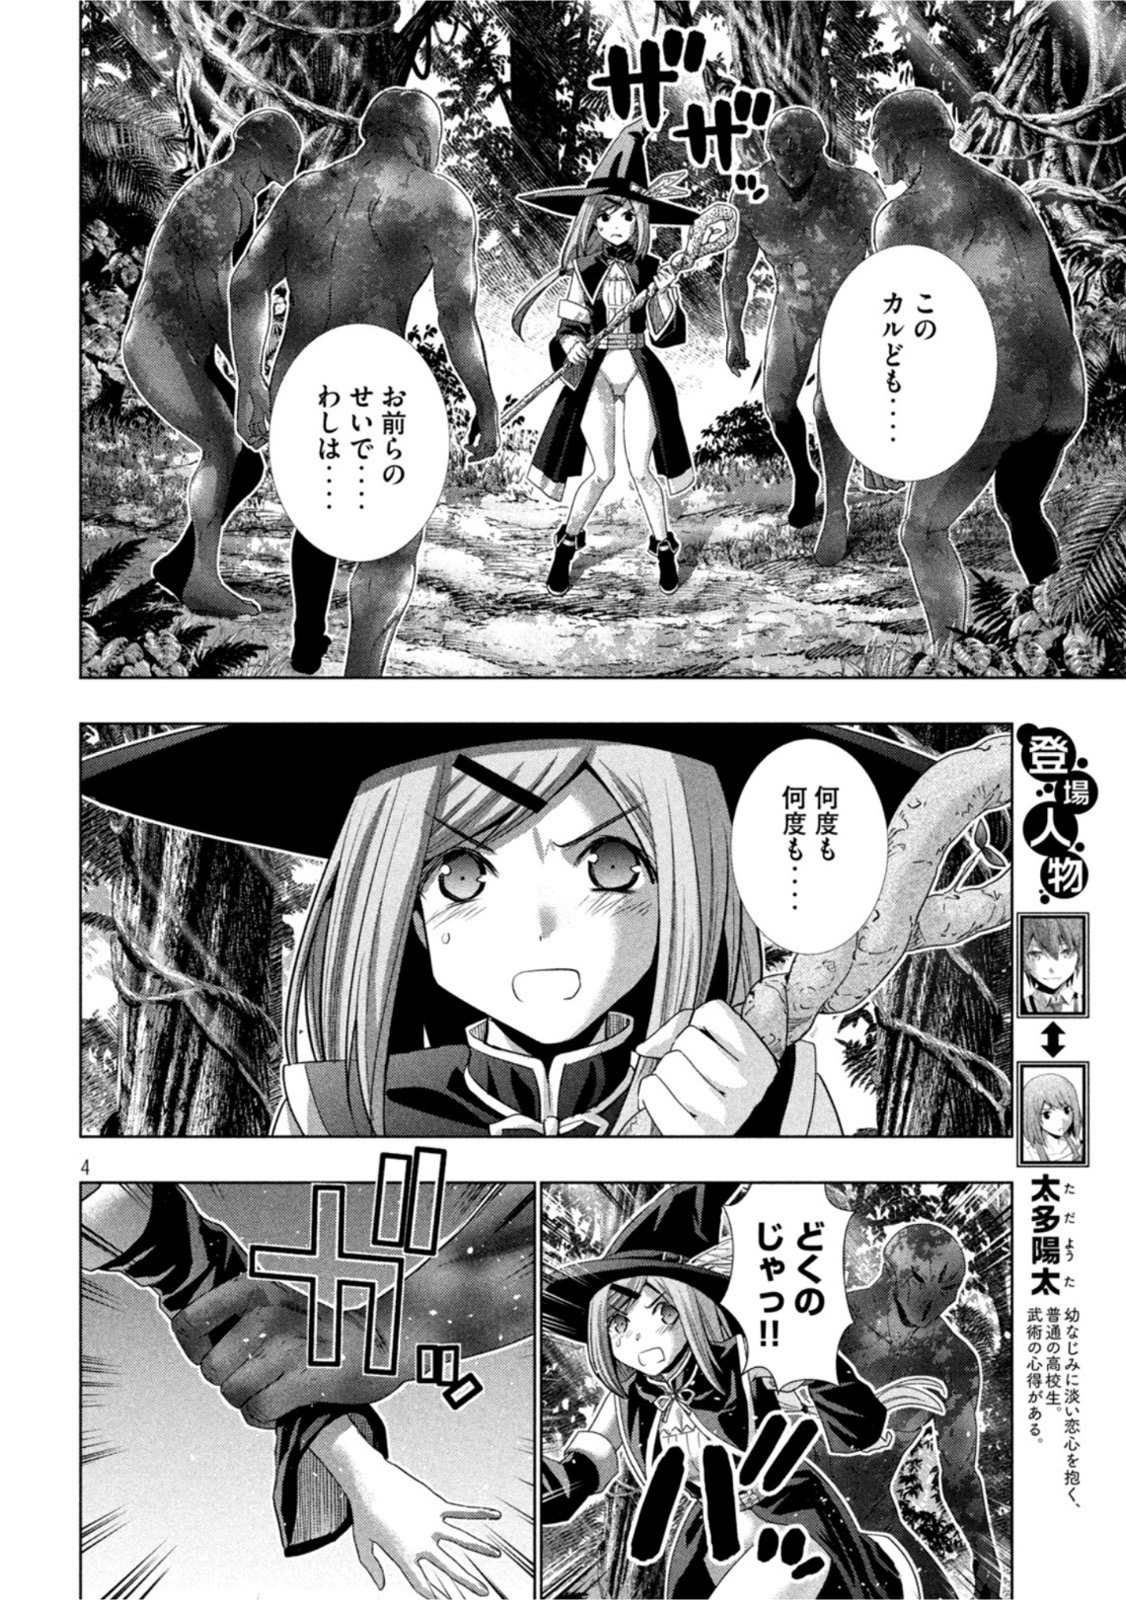 ザザッ
この
カルども‥‥
お前らの
せいで‥‥
わしは‥‥
何度も
何度も‥‥
登場人物
太多陽太
ただようた
幼なじみに淡い恋心を抱く、
普通の高校生。
武術の心得がある。
4
どくの
じゃっ!!
バッ
ガッ